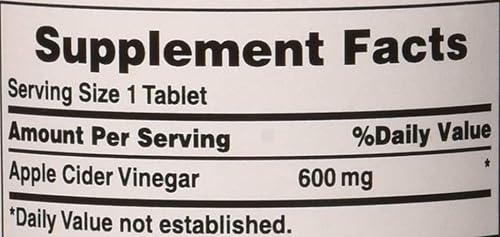 Supplement Facts
Serving Size 1 Tablet
Amount Per Serving %Daily Value
Apple Cider Vinegar 600 mg *
*Daily Value not established.